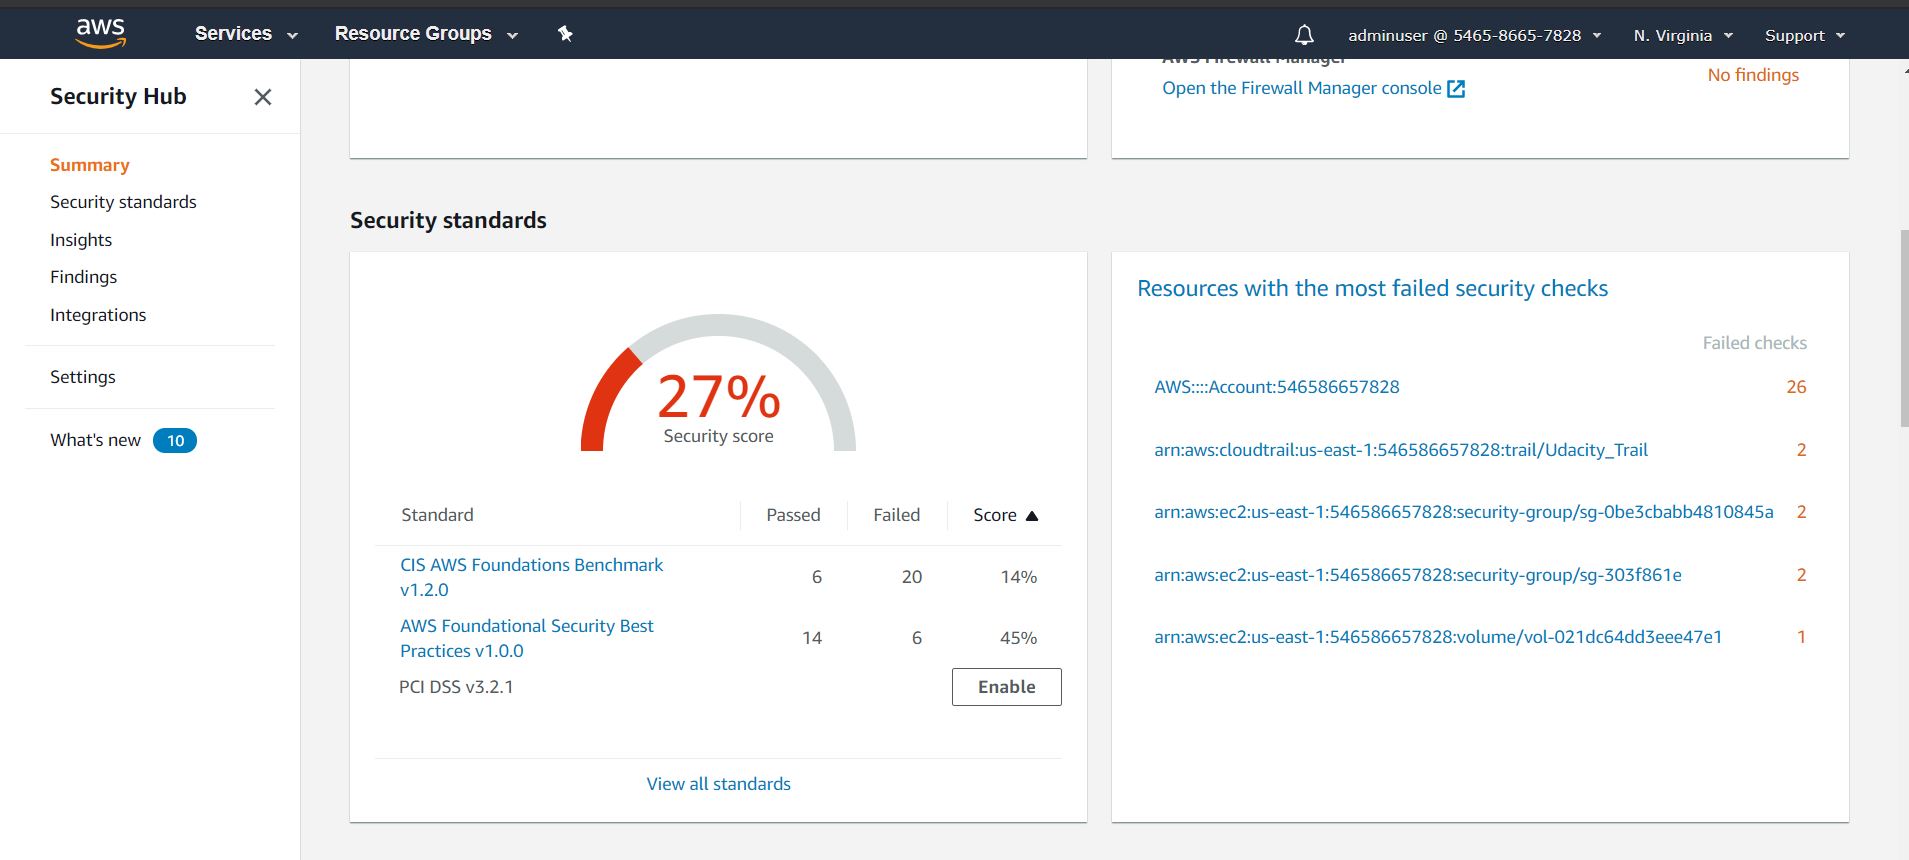 aws
Services
Resource Groups
adminuser @ 5465-8665-7828
N. Virginia
Support
Security Hub
Summary
Security standards
Insights
Findings
Integrations
Settings
What's new 10
AWS Firewall Manager
Open the Firewall Manager console
No findings
Security standards
27%
Security score
Standard Passed Failed Score
CIS AWS Foundations Benchmark
v1.2.0
6 20 14%
AWS Foundational Security Best
Practices v1.0.0
14 6 45%
PCI DSS v3.2.1
Enable
View all standards
Resources with the most failed security checks
Failed checks
AWS::::Account:546586657828 26
arn:aws:cloudtrail:us-east-1:546586657828:trail/Udacity_Trail 2
arn:aws:ec2:us-east-1:546586657828:security-group/sg-0be3cbabb4810845a 2
arn:aws:ec2:us-east-1:546586657828:security-group/sg-303f861e 2
arn:aws:ec2:us-east-1:546586657828:volume/vol-021dc64dd3eee47e1 1